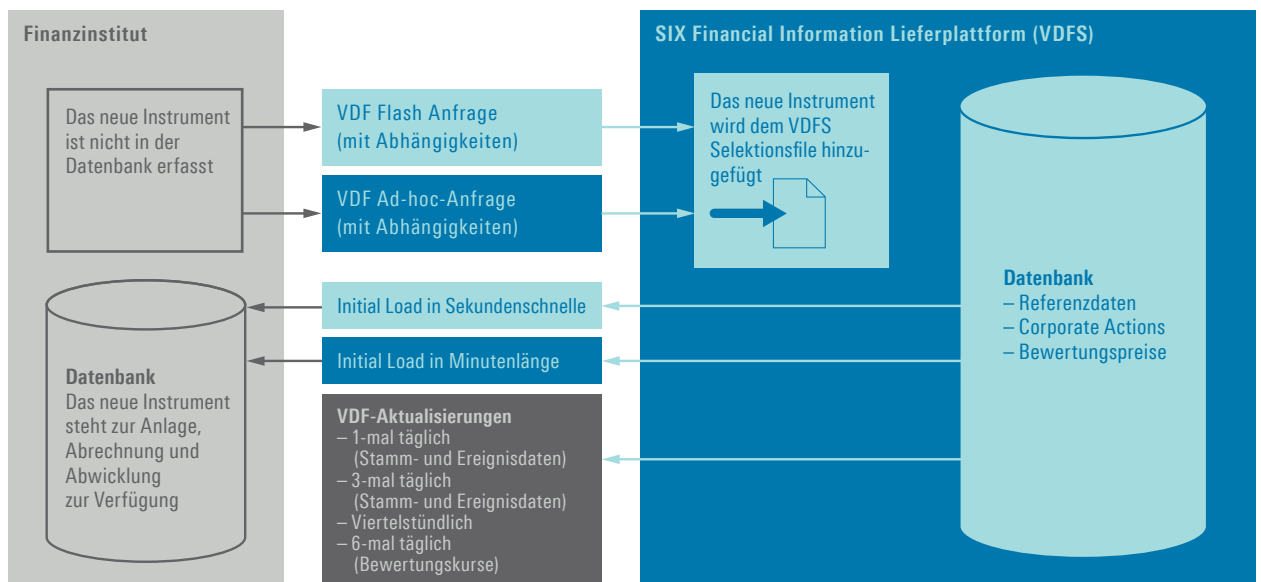 Finanzinstitut
SIX Financial Information Lieferplattform (VDFS)
Das neue Instrument
ist nicht in der
Datenbank erfasst
VDF Flash Anfrage
(mit Abhängigkeiten)
VDF Ad-hoc-Anfrage
(mit Abhängigkeiten)
Das neue Instrument
wird dem VDFS
Selektionsfile hinzu-
gefügt
Initial Load in Sekundenschnelle
Initial Load in Minutenlänge
Datenbank
– Referenzdaten
– Corporate Actions
– Bewertungspreise
Datenbank
Das neue Instrument
steht zur Anlage,
Abrechnung und
Abwicklung
zur Verfügung
VDF-Aktualisierungen
– 1-mal täglich
(Stamm- und Ereignisdaten)
– 3-mal täglich
(Stamm- und Ereignisdaten)
– Viertelstündlich
– 6-mal täglich
(Bewertungskurse)